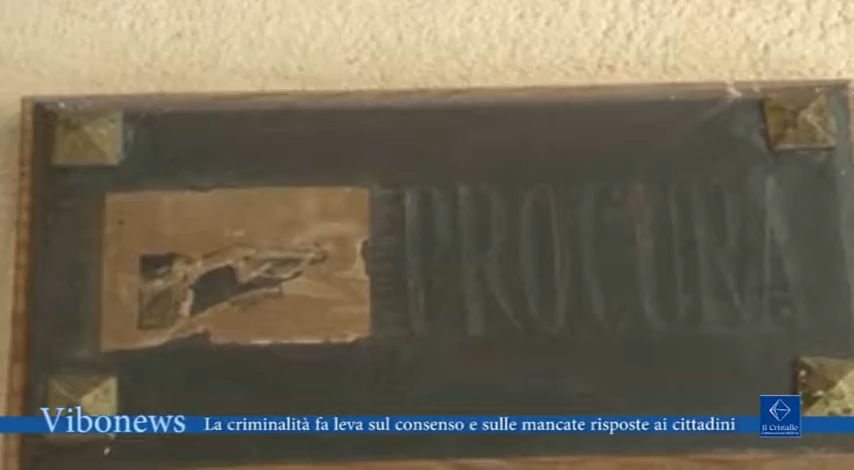 PROCURA
Vibonews La criminalità fa leva sul consenso e sulle mancate risposte ai cittadini
Il Cristallo